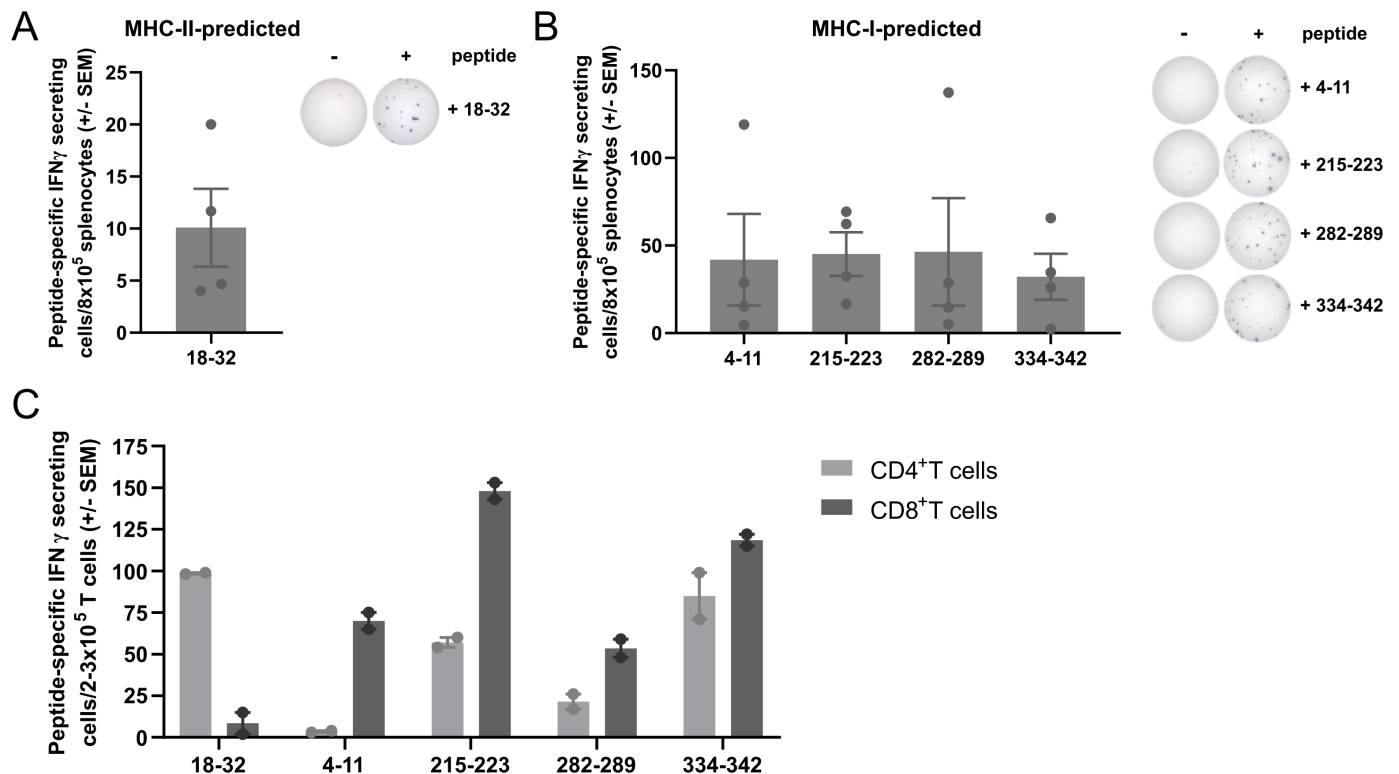 A
MHC-II-predicted
- + peptide
Peptide-specific IFNγ secreting
cells/8x10⁵ splenocytes (+/- SEM)
25
20
15
10
5
0
18-32
+ 18-32
B
MHC-I-predicted
- + peptide
Peptide-specific IFNγ secreting
cells/8x10⁵ splenocytes (+/- SEM)
150
100
50
0
4-11 215-223 282-289 334-342
+ 4-11
+ 215-223
+ 282-289
+ 334-342
C
Peptide-specific IFNγ secreting
cells/2-3x10⁵ T cells (+/- SEM)
175
150
125
100
75
50
25
0
18-32 4-11 215-223 282-289 334-342
CD4⁺T cells
CD8⁺T cells